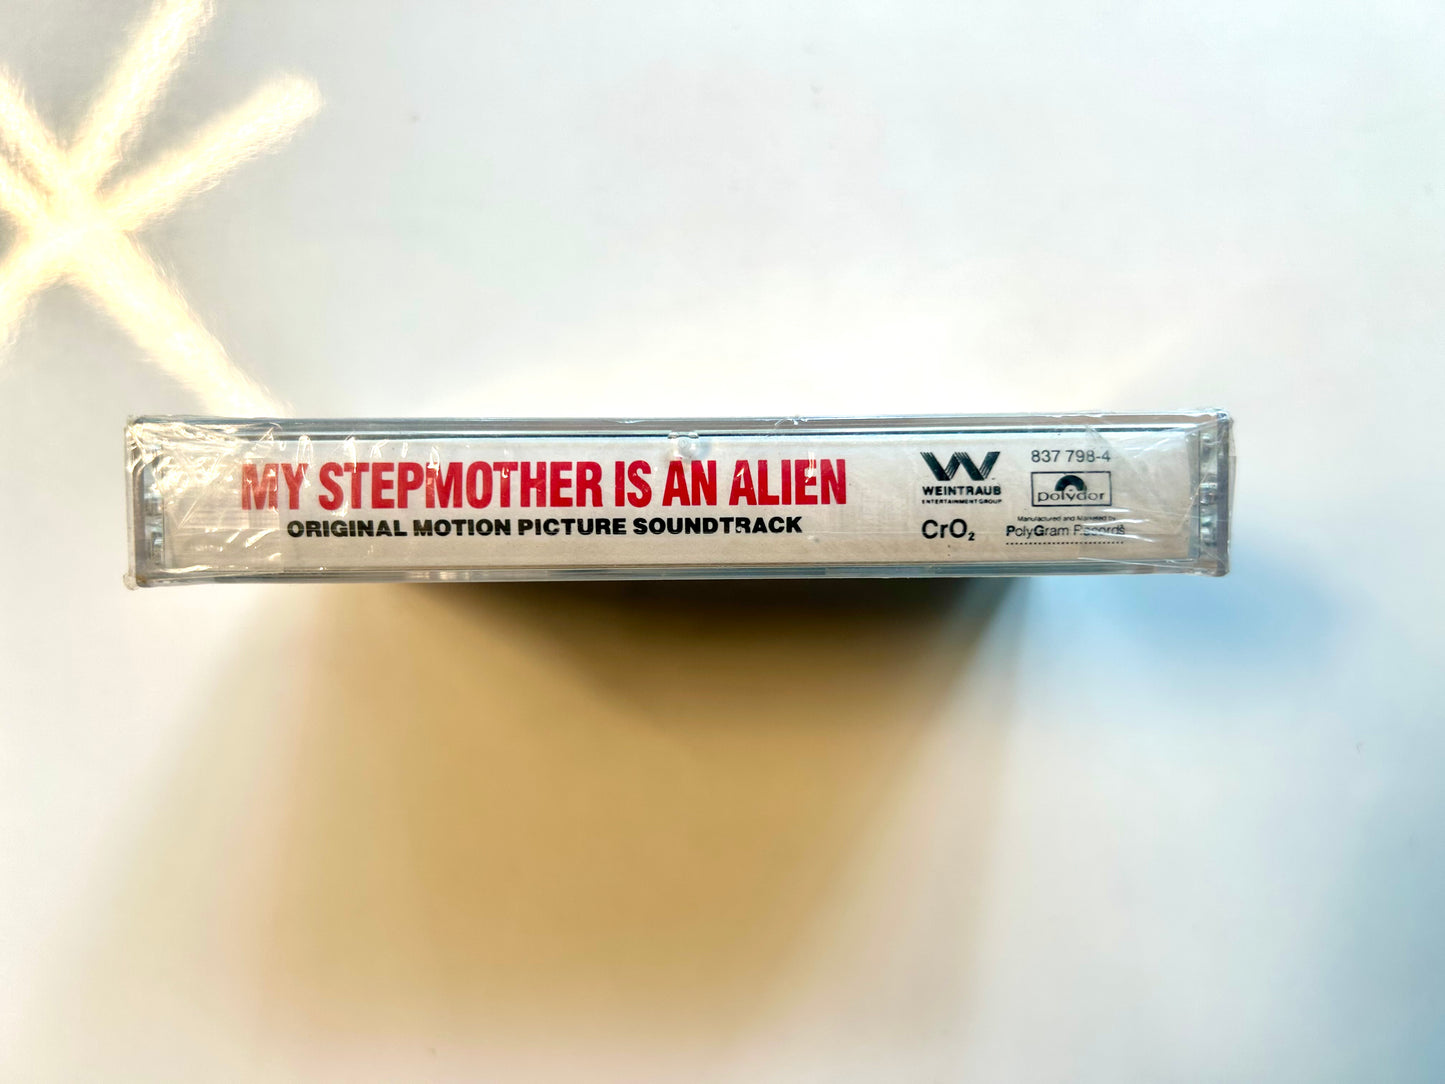 MY STEPMOTHER IS AN ALIEN
ORIGINAL MOTION PICTURE SOUNDTRACK
W
WEINTRAUB
ENTERTAINMENT GROUP
CrO₂
837 798-4
polydor
Manufactured and Marketed by
PolyGram Records